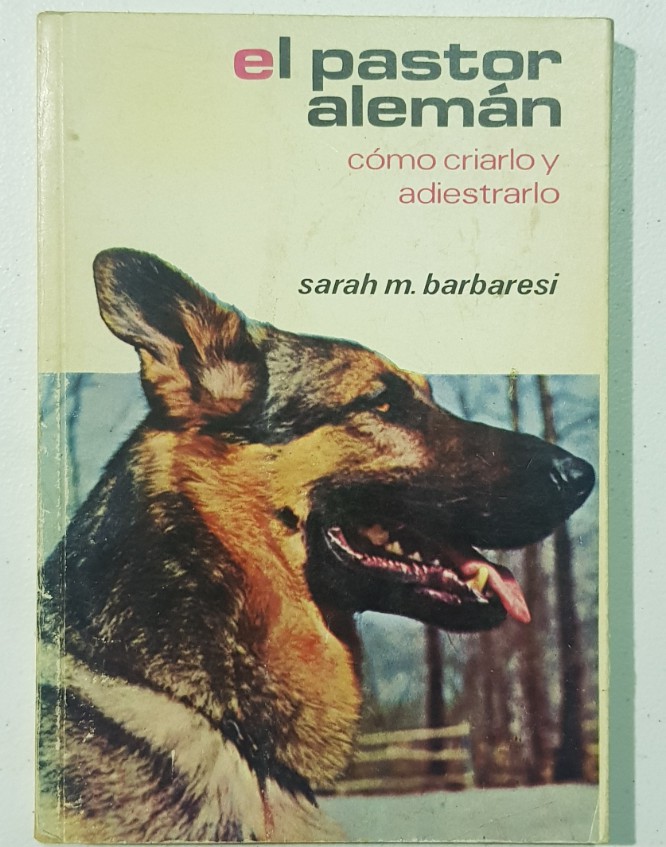 el pastor
alemán
cómo criarlo y
adiestrarlo
sarah m. barbaresi